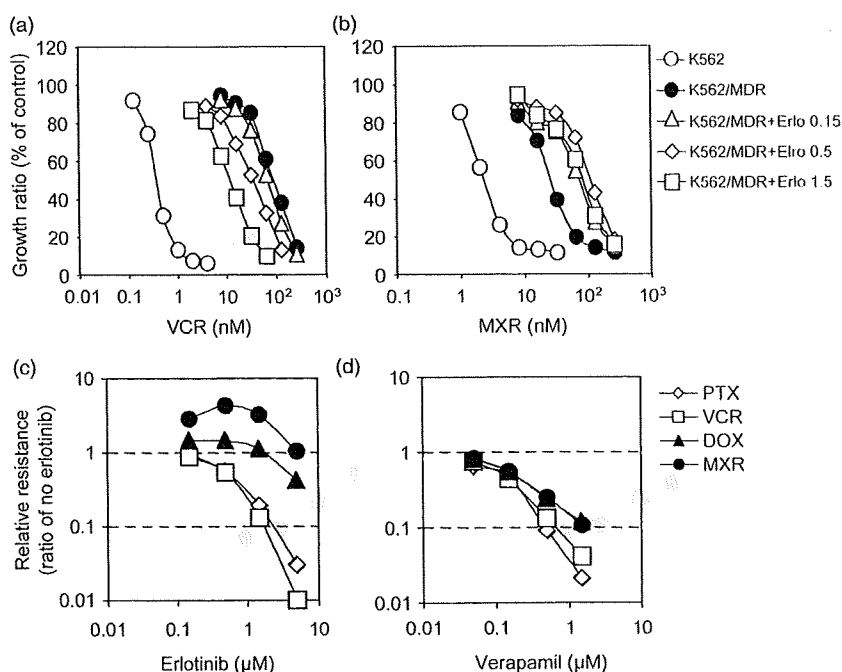 (a)
Growth ratio (% of control)
120
100
80
60
40
20
0
0.01
0.1
1
10
10²
10³
VCR (nM)
(b)
120
100
80
60
40
20
0
0.1
1
10
10²
10³
MXR (nM)
K562
K562/MDR
K562/MDR+Erlo 0.15
K562/MDR+Elro 0.5
K562/MDR+Erlo 1.5
(c)
Relative resistance
(ratio of no erlotinib)
10
1
0.1
0.01
0.01
0.1
1
10
Erlotinib (µM)
(d)
10
1
0.1
0.01
0.01
0.1
1
10
Verapamil (µM)
PTX
VCR
DOX
MXR